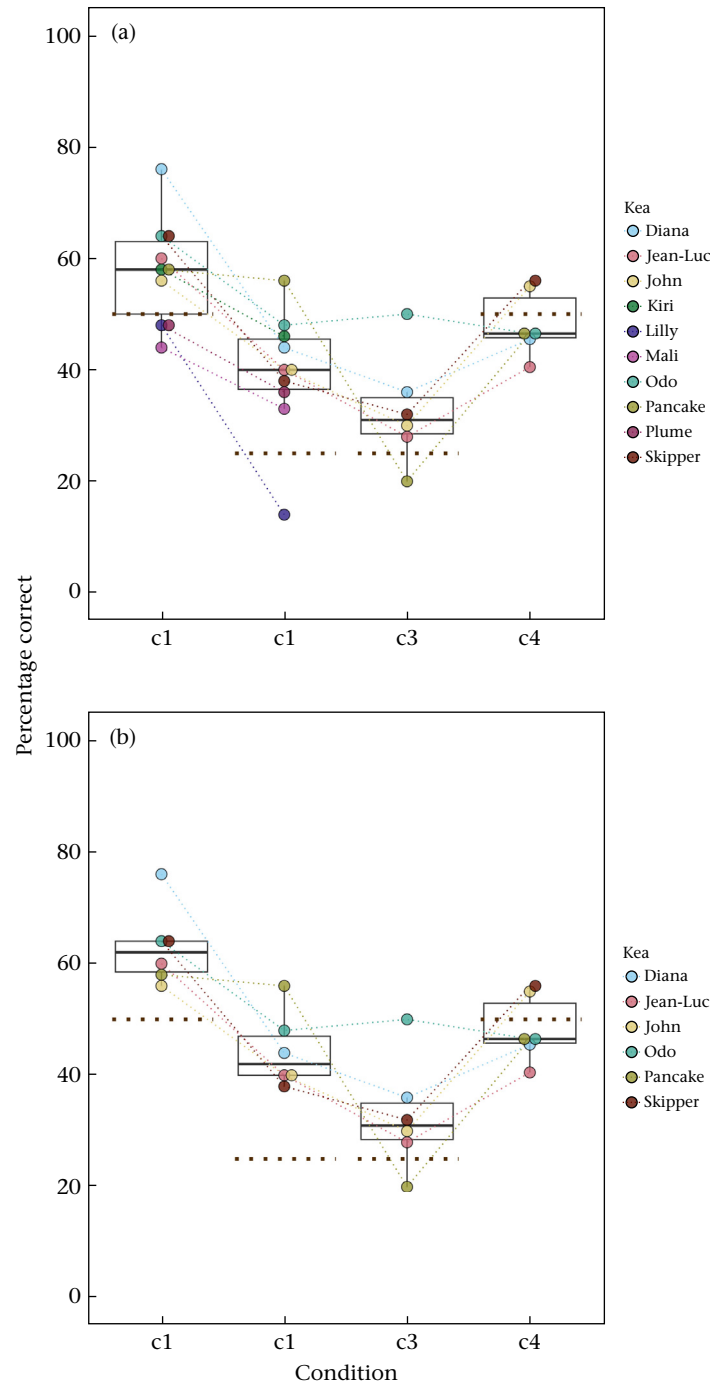 (a)
100
80
60
40
20
0
c1 c1 c3 c4
Kea
Diana
Jean-Luc
John
Kiri
Lilly
Mali
Odo
Pancake
Plume
Skipper
Percentage correct
(b)
100
80
60
40
20
0
c1 c1 c3 c4
Condition
Kea
Diana
Jean-Luc
John
Odo
Pancake
Skipper